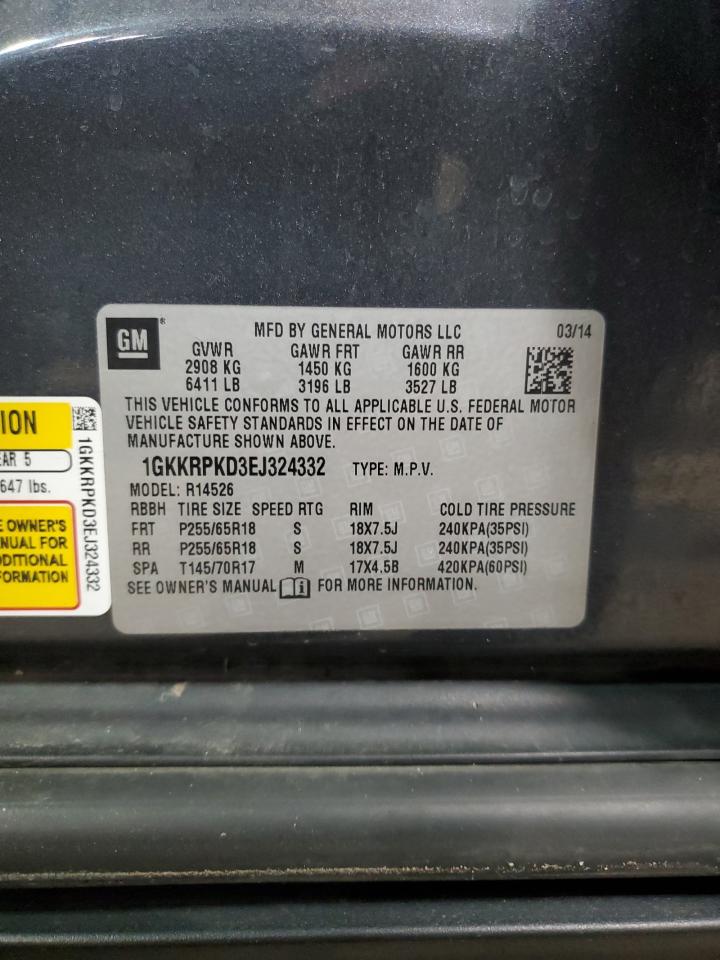 GM ®
MFD BY GENERAL MOTORS LLC 03/14
GVWR GAWR FRT GAWR RR
2908 KG 1450 KG 1600 KG
6411 LB 3196 LB 3527 LB
THIS VEHICLE CONFORMS TO ALL APPLICABLE U.S. FEDERAL MOTOR
VEHICLE SAFETY STANDARDS IN EFFECT ON THE DATE OF
MANUFACTURE SHOWN ABOVE.
1GKKRPKD3EJ324332 TYPE: M.P.V.
MODEL: R14526
RBBH TIRE SIZE SPEED RTG RIM COLD TIRE PRESSURE
FRT P255/65R18 S 18X7.5J 240KPA(35PSI)
RR P255/65R18 S 18X7.5J 240KPA(35PSI)
SPA T145/70R17 M 17X4.5B 420KPA(60PSI)
SEE OWNER'S MANUAL i FOR MORE INFORMATION.
ION
AR 5
647 lbs.
E OWNER'S
NUAL FOR
DDITIONAL
FORMATION
1GKKRPKD3EJ324332